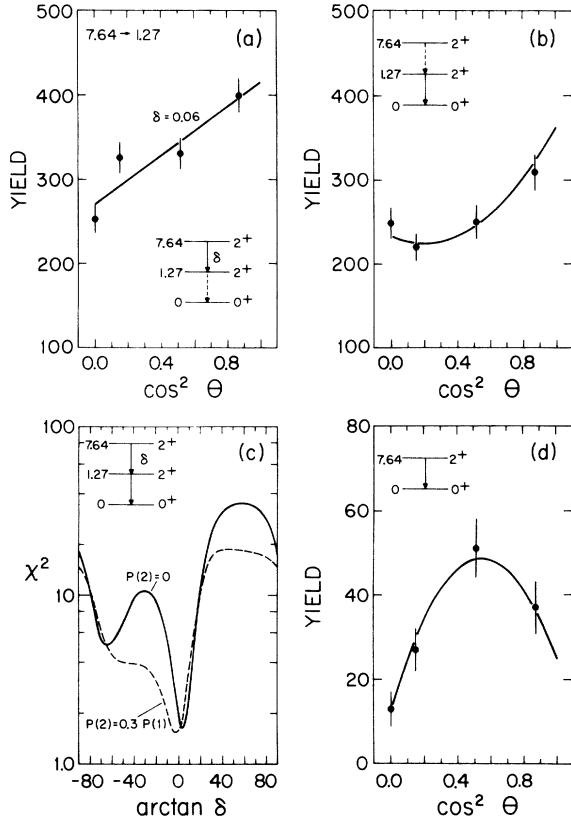 500
400
300
200
100
YIELD
(a)
7.64 → 1.27
δ = 0.06
7.64 2+
δ
1.27 2+
0 0+
0.0 0.4 0.8
cos² θ
500
400
300
200
100
YIELD
(b)
7.64 2+
1.27 2+
0 0+
0.0 0.4 0.8
cos² θ
100
10
1.0
χ²
(c)
7.64 2+
δ
1.27 2+
0 0+
P(2)=0
P(2)=0.3 P(1)
-80 -40 0 40 80
arctan δ
80
60
40
20
0
YIELD
(d)
7.64 2+
0 0+
0.0 0.4 0.8
cos² θ